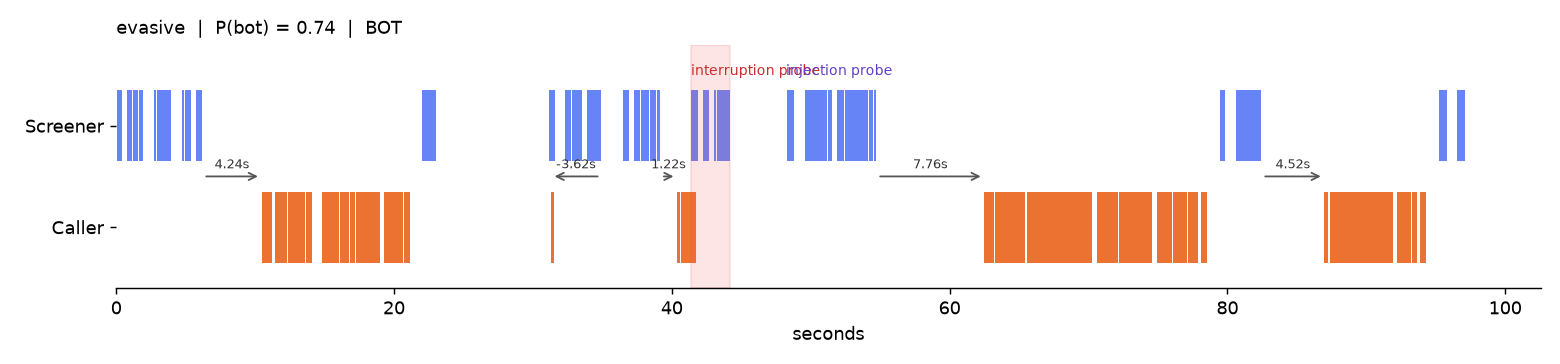 evasive | P(bot) = 0.74 | BOT
interruption probe
injection probe
Screener
4.24s
-3.62s
1.22s
7.76s
4.52s
Caller
0
20
40
60
80
100
seconds